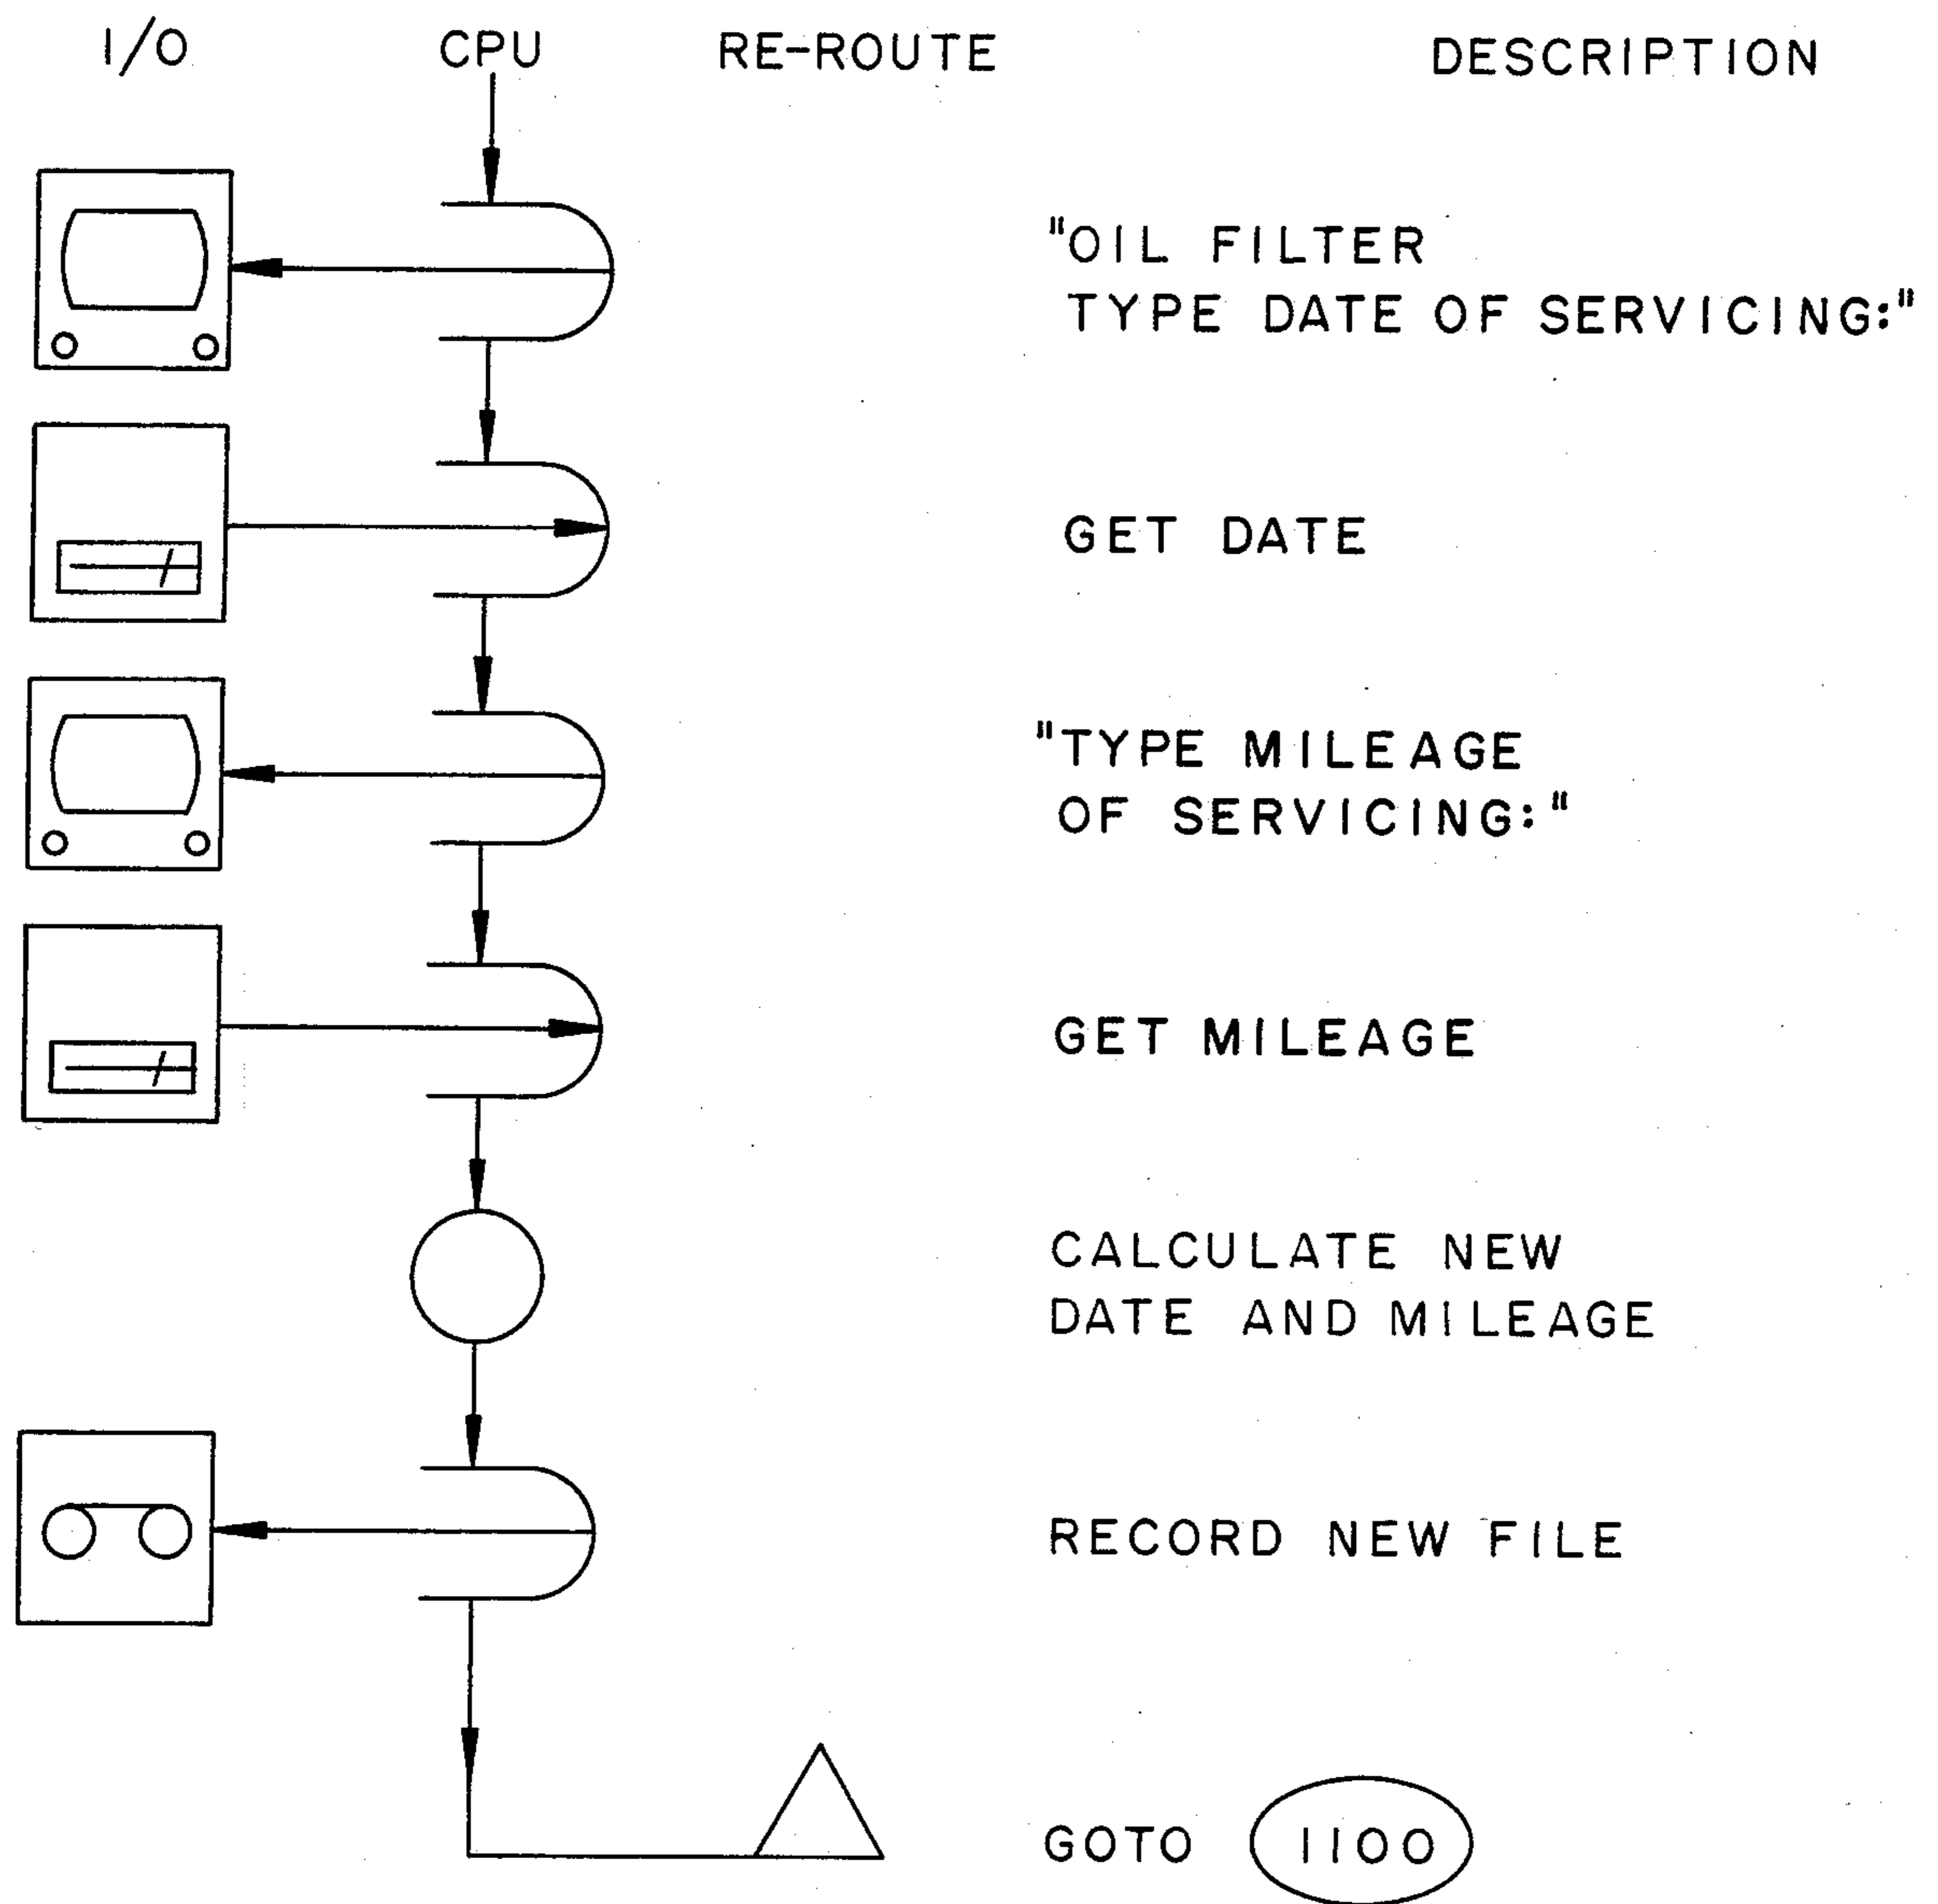 I/O CPU RE-ROUTE DESCRIPTION
"OIL FILTER
TYPE DATE OF SERVICING:"
GET DATE
"TYPE MILEAGE
OF SERVICING:"
GET MILEAGE
CALCULATE NEW
DATE AND MILEAGE
RECORD NEW FILE
GOTO 1100